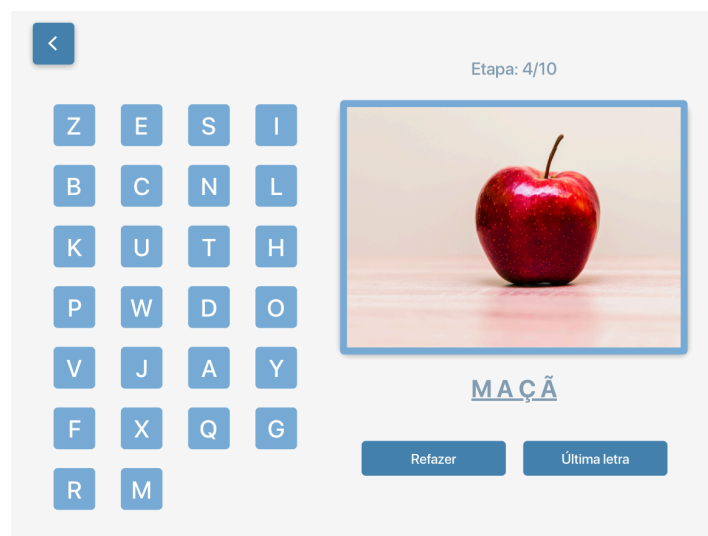 Etapa: 4/10
Z E S I
B C N L
K U T H
P W D O
V J A Y
F X Q G
R M
MAÇÃ
Refazer Última letra